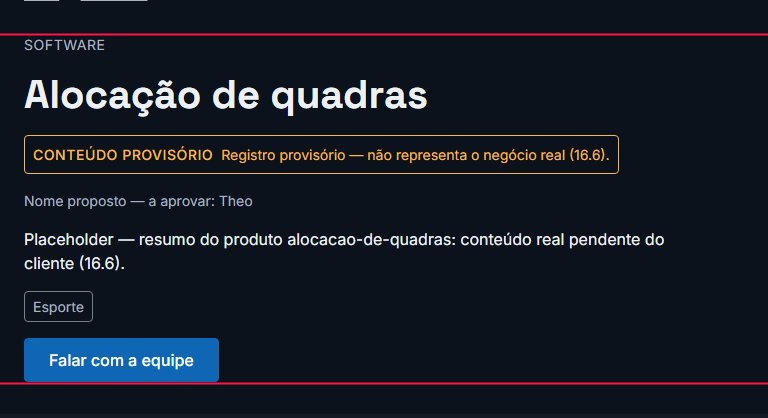 SOFTWARE
Alocação de quadras
CONTEÚDO PROVISÓRIO Registro provisório — não representa o negócio real (16.6).
Nome proposto — a aprovar: Theo
Placeholder — resumo do produto alocacao-de-quadras: conteúdo real pendente do
cliente (16.6).
Esporte
Falar com a equipe